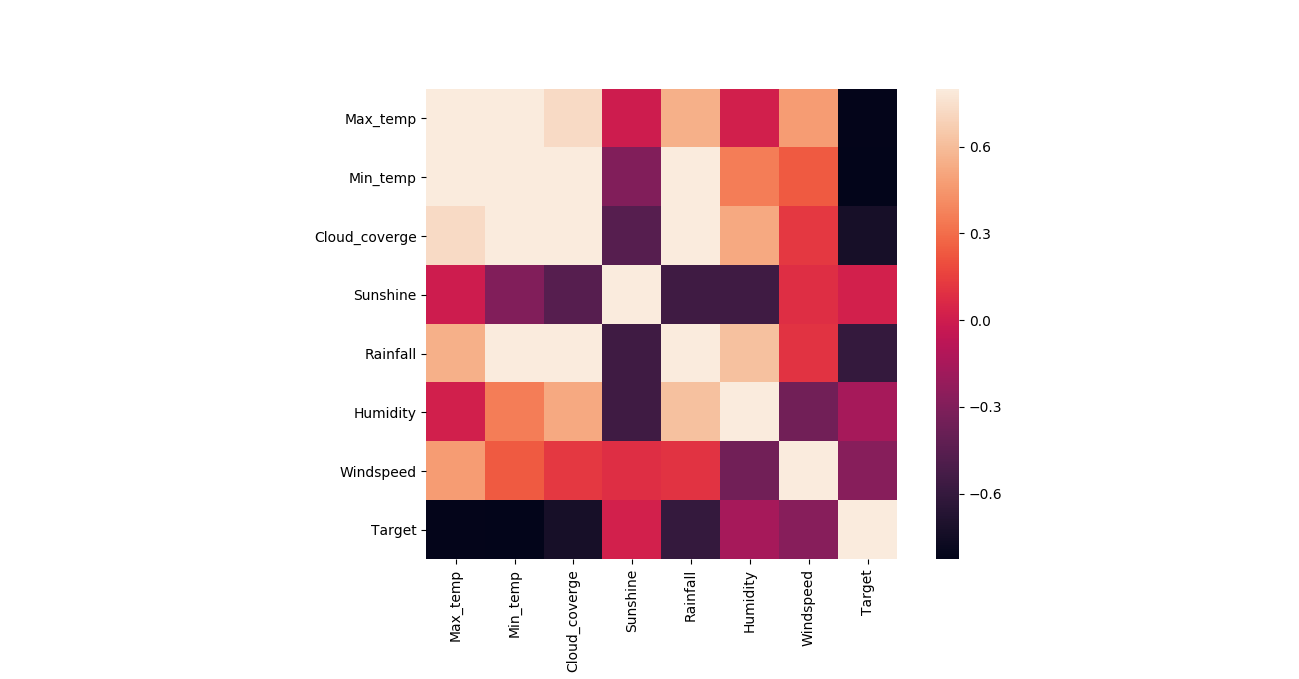 Max_temp
Min_temp
Cloud_coverge
Sunshine
Rainfall
Humidity
Windspeed
Target
Max_temp
Min_temp
Cloud_coverge
Sunshine
Rainfall
Humidity
Windspeed
Target
0.6
0.3
0.0
−0.3
−0.6